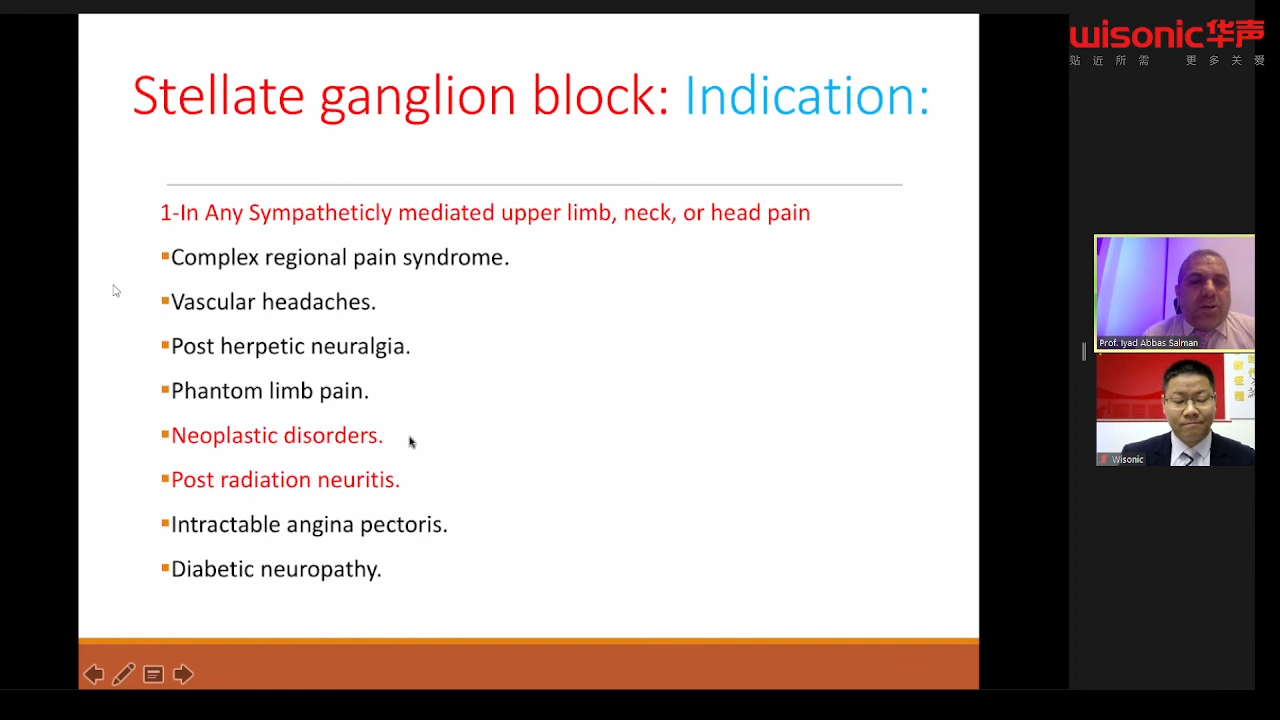 Stellate ganglion block: Indication:
1-In Any Sympatheticly mediated upper limb, neck, or head pain
▪Complex regional pain syndrome.
▪Vascular headaches.
▪Post herpetic neuralgia.
▪Phantom limb pain.
▪Neoplastic disorders.
▪Post radiation neuritis.
▪Intractable angina pectoris.
▪Diabetic neuropathy.
wisonic华声
贴近所需 更多关爱
Prof. Iyad Abbas Salman
Wisonic